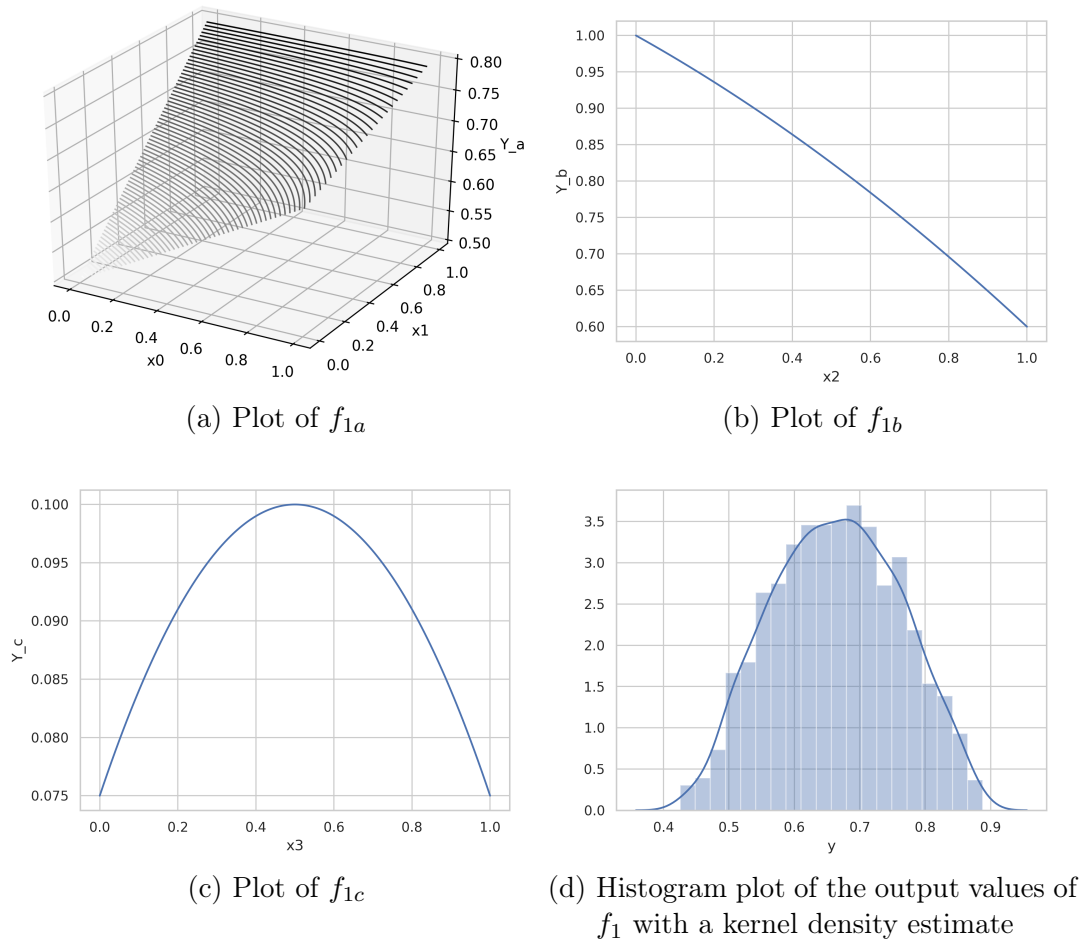 0.80
0.75
0.70
Y_a
0.65
0.60
0.55
0.50
0.0
0.2
0.4
0.6
0.8
1.0
x0
0.0
0.2
0.4
0.6
0.8
1.0
x1
(a) Plot of f1a
1.00
0.95
0.90
0.85
0.80
0.75
0.70
0.65
0.60
Y_b
0.0 0.2 0.4 0.6 0.8 1.0
x2
(b) Plot of f1b
0.100
0.095
0.090
0.085
0.080
0.075
Y_c
0.0 0.2 0.4 0.6 0.8 1.0
x3
(c) Plot of f1c
3.5
3.0
2.5
2.0
1.5
1.0
0.5
0.0
0.4 0.5 0.6 0.7 0.8 0.9
y
(d) Histogram plot of the output values of
f1 with a kernel density estimate